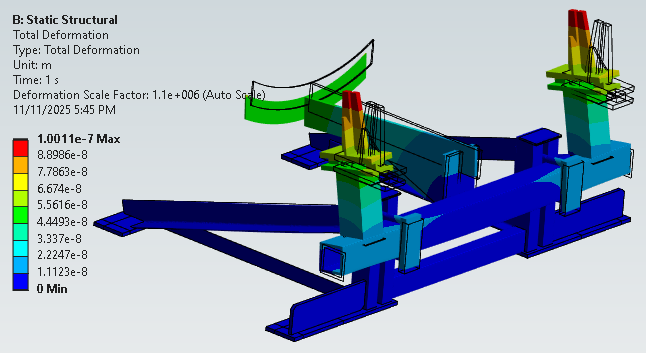 B: Static Structural
Total Deformation
Type: Total Deformation
Unit: m
Time: 1 s
Deformation Scale Factor: 1.1e+006 (Auto Scale)
11/11/2025 5:45 PM
1.0011e-7 Max
8.8986e-8
7.7863e-8
6.674e-8
5.5616e-8
4.4493e-8
3.337e-8
2.2247e-8
1.1123e-8
0 Min